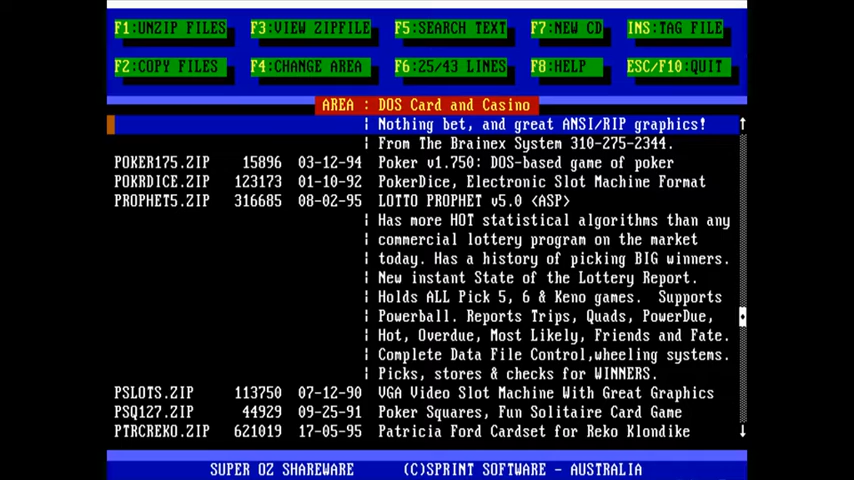 F1:UNZIP FILES F3:VIEW ZIPFILE F5:SEARCH TEXT F7:NEW CD INS:TAG FILE
F2:COPY FILES F4:CHANGE AREA F6:25/43 LINES F8:HELP ESC/F10:QUIT
AREA : DOS Card and Casino
| Nothing bet, and great ANSI/RIP graphics!
| From The Brainex System 310-275-2344.
POKER175.ZIP 15896 03-12-94 Poker v1.750: DOS-based game of poker
POKRDICE.ZIP 123173 01-10-92 PokerDice, Electronic Slot Machine Format
PROPHET5.ZIP 316685 08-02-95 LOTTO PROPHET v5.0 <ASP>
| Has more HOT statistical algorithms than any
| commercial lottery program on the market
| today. Has a history of picking BIG winners.
| New instant State of the Lottery Report.
| Holds ALL Pick 5, 6 & Keno games. Supports
| Powerball. Reports Trips, Quads, PowerDue,
| Hot, Overdue, Most Likely, Friends and Fate.
| Complete Data File Control,wheeling systems.
| Picks, stores & checks for WINNERS.
PSLOTS.ZIP 113750 07-12-90 VGA Video Slot Machine With Great Graphics
PSQ127.ZIP 44929 09-25-91 Poker Squares, Fun Solitaire Card Game
PTRCREKO.ZIP 621019 17-05-95 Patricia Ford Cardset for Reko Klondike
SUPER OZ SHAREWARE (C)SPRINT SOFTWARE - AUSTRALIA